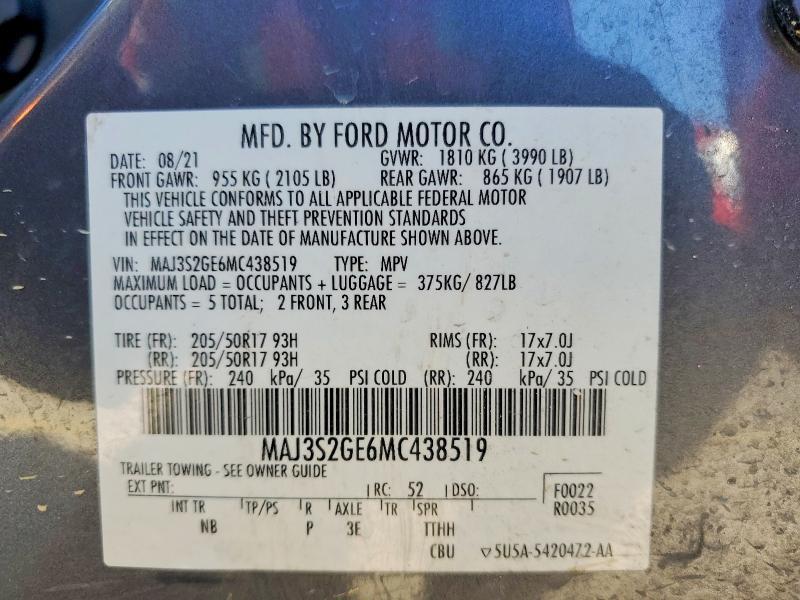 MFD. BY FORD MOTOR CO.
DATE: 08/21 GVWR: 1810 KG ( 3990 LB)
FRONT GAWR: 955 KG ( 2105 LB) REAR GAWR: 865 KG ( 1907 LB)
THIS VEHICLE CONFORMS TO ALL APPLICABLE FEDERAL MOTOR
VEHICLE SAFETY AND THEFT PREVENTION STANDARDS
IN EFFECT ON THE DATE OF MANUFACTURE SHOWN ABOVE.
VIN: MAJ3S2GE6MC438519 TYPE: MPV
MAXIMUM LOAD = OCCUPANTS + LUGGAGE = 375KG/ 827LB
OCCUPANTS = 5 TOTAL; 2 FRONT, 3 REAR
TIRE (FR): 205/50R17 93H RIMS (FR): 17x7.0J
(RR): 205/50R17 93H (RR): 17x7.0J
PRESSURE (FR): 240 kPa/ 35 PSI COLD (RR): 240 kPa/ 35 PSI COLD
MAJ3S2GE6MC438519
TRAILER TOWING - SEE OWNER GUIDE
EXT PNT: RC: 52 DSO: F0022
INT TR TP/PS R AXLE TR SPR R0035
NB P 3E TTHH
CBU ▽5U5A-5420472-AA